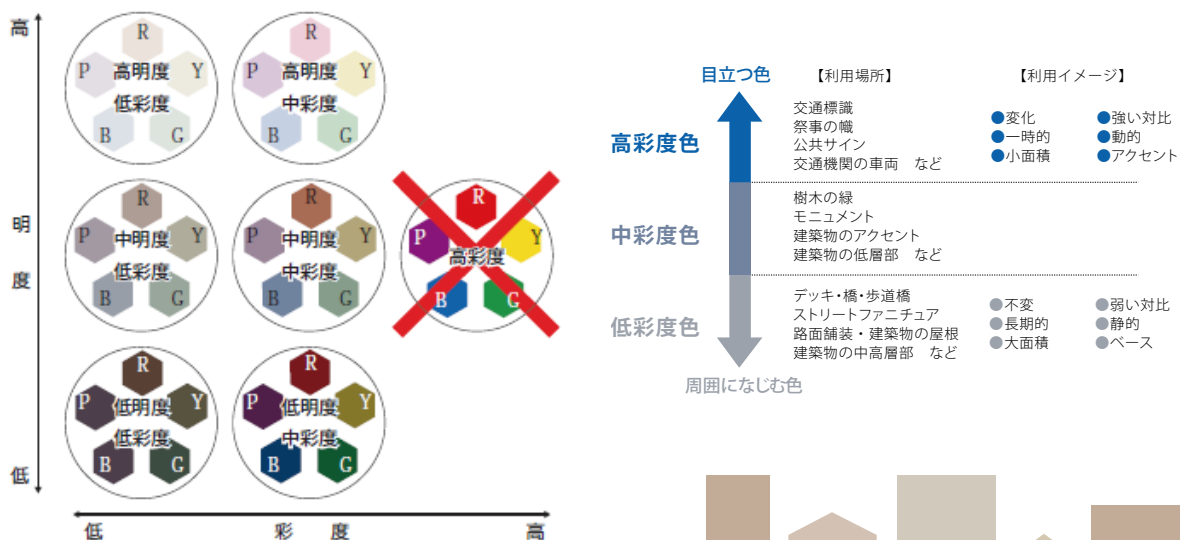 高
R
P
高明度
Y
低彩度
B
G
R
P
高明度
Y
中彩度
B
G
明
度
R
P
中明度
Y
低彩度
B
G
R
P
中明度
Y
中彩度
B
G
R
P
Y
高彩度
B
G
R
P
低明度
Y
低彩度
B
G
R
P
低明度
Y
中彩度
B
G
低
低 彩 度 高
目立つ色
【利用場所】
【利用イメージ】
高彩度色
交通標識
祭事の幟
公共サイン
交通機関の車両 など
●変化 ●強い対比
●一時的 ●動的
●小面積 ●アクセント
中彩度色
樹木の緑
モニュメント
建築物のアクセント
建築物の低層部 など
低彩度色
デッキ・橋・歩道橋
ストリートファニチュア
路面舗装・建築物の屋根
建築物の中高層部 など
●不変 ●弱い対比
●長期的 ●静的
●大面積 ●ベース
周囲になじむ色